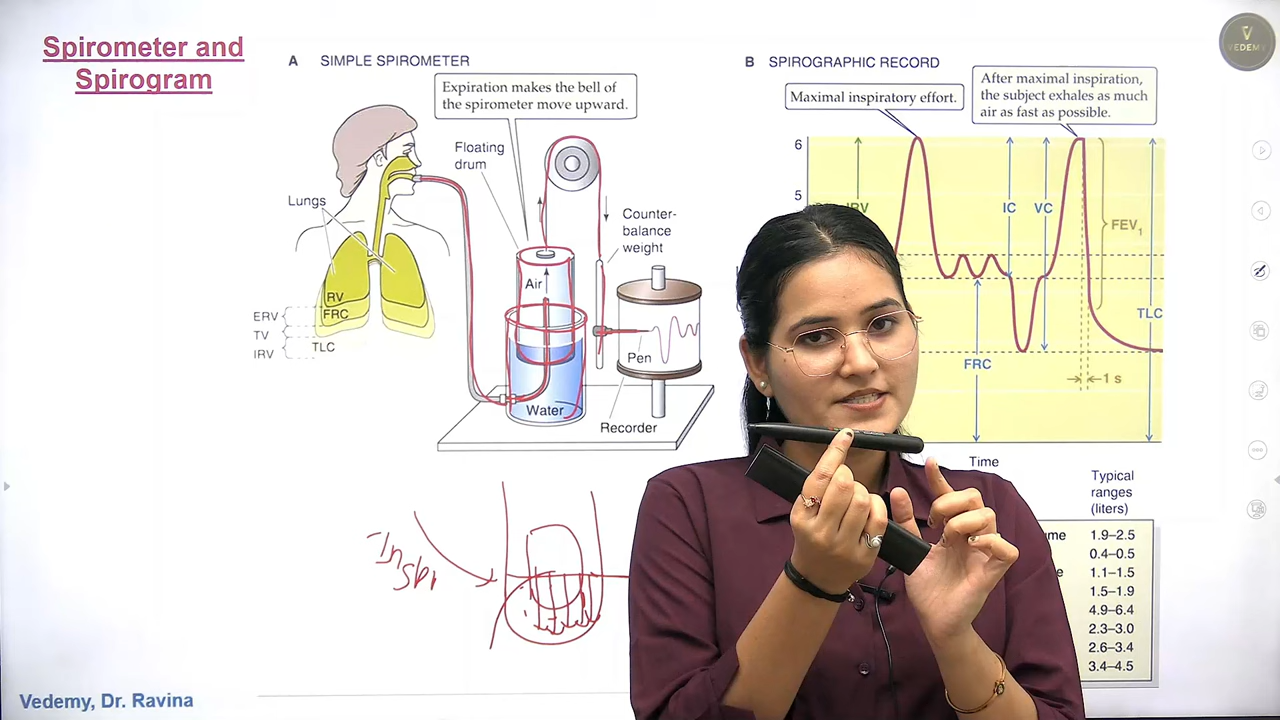 Spirometer and
Spirogram
A SIMPLE SPIROMETER
Expiration makes the bell of
the spirometer move upward.
Floating
drum
Lungs
Counter-
balance
weight
Air
RV
FRC
ERV
TV
IRV
TLC
Pen
Water
Recorder
Inspi
B SPIROGRAPHIC RECORD
Maximal inspiratory effort.
After maximal inspiration,
the subject exhales as much
air as fast as possible.
6
5
IRV
IC
VC
FEV1
TLC
FRC
1 s
Time
Typical
ranges
(liters)
1.9–2.5
0.4–0.5
1.1–1.5
1.5–1.9
4.9–6.4
2.3–3.0
2.6–3.4
3.4–4.5
VEDEMY
Vedemy, Dr. Ravina